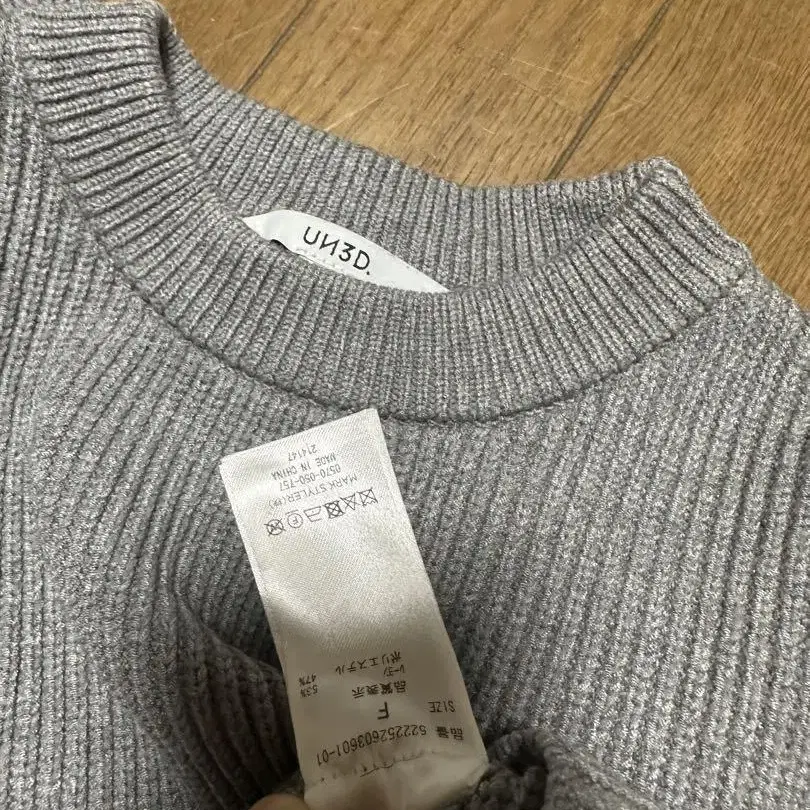 UN3D.
品番 522252603601-01
SIZE F
品質表示
レーヨン 53%
ポリエステル 47%
MARK STYLER(株)
0570-050-757
MADE IN CHINA
214147